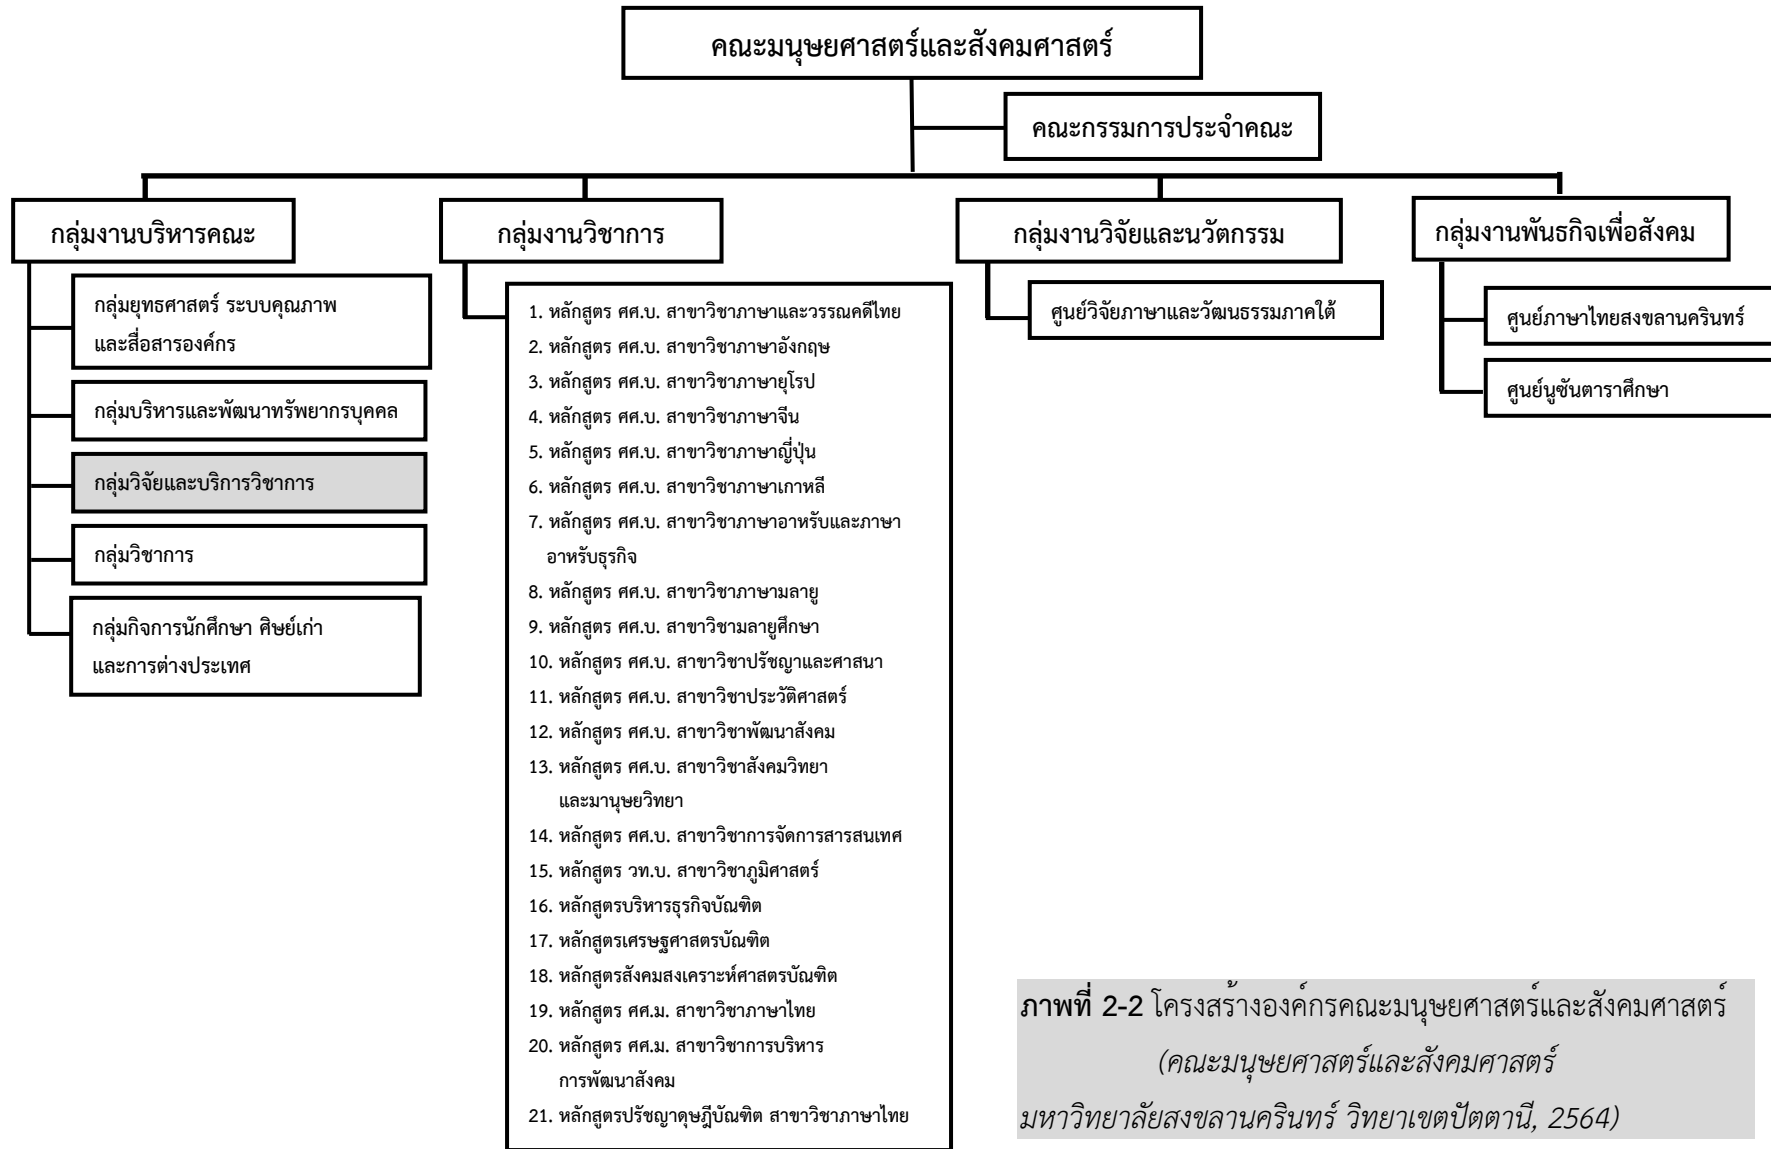 คณะมนุษยศาสตร์และสังคมศาสตร์
คณะกรรมการประจำคณะ
กลุ่มงานบริหารคณะ
กลุ่มยุทธศาสตร์ ระบบคุณภาพ
และสื่อสารองค์กร
กลุ่มบริหารและพัฒนาทรัพยากรบุคคล
กลุ่มวิจัยและบริการวิชาการ
กลุ่มวิชาการ
กลุ่มกิจการนักศึกษา ศิษย์เก่า
และการต่างประเทศ
กลุ่มงานวิชาการ
1. หลักสูตร ศศ.บ. สาขาวิชาภาษาและวรรณคดีไทย
2. หลักสูตร ศศ.บ. สาขาวิชาภาษาอังกฤษ
3. หลักสูตร ศศ.บ. สาขาวิชาภาษายุโรป
4. หลักสูตร ศศ.บ. สาขาวิชาภาษาจีน
5. หลักสูตร ศศ.บ. สาขาวิชาภาษาญี่ปุ่น
6. หลักสูตร ศศ.บ. สาขาวิชาภาษาเกาหลี
7. หลักสูตร ศศ.บ. สาขาวิชาภาษาอาหรับและภาษา
อาหรับธุรกิจ
8. หลักสูตร ศศ.บ. สาขาวิชาภาษามลายู
9. หลักสูตร ศศ.บ. สาขาวิชามลายูศึกษา
10. หลักสูตร ศศ.บ. สาขาวิชาปรัชญาและศาสนา
11. หลักสูตร ศศ.บ. สาขาวิชาประวัติศาสตร์
12. หลักสูตร ศศ.บ. สาขาวิชาพัฒนาสังคม
13. หลักสูตร ศศ.บ. สาขาวิชาสังคมวิทยา
และมานุษยวิทยา
14. หลักสูตร ศศ.บ. สาขาวิชาการจัดการสารสนเทศ
15. หลักสูตร วท.บ. สาขาวิชาภูมิศาสตร์
16. หลักสูตรบริหารธุรกิจบัณฑิต
17. หลักสูตรเศรษฐศาสตรบัณฑิต
18. หลักสูตรสังคมสงเคราะห์ศาสตรบัณฑิต
19. หลักสูตร ศศ.ม. สาขาวิชาภาษาไทย
20. หลักสูตร ศศ.ม. สาขาวิชาการบริหาร
การพัฒนาสังคม
21. หลักสูตรปรัชญาดุษฎีบัณฑิต สาขาวิชาภาษาไทย
กลุ่มงานวิจัยและนวัตกรรม
ศูนย์วิจัยภาษาและวัฒนธรรมภาคใต้
กลุ่มงานพันธกิจเพื่อสังคม
ศูนย์ภาษาไทยสงขลานครินทร์
ศูนย์นูซันตาราศึกษา
ภาพที่ 2-2 โครงสร้างองค์กรคณะมนุษยศาสตร์และสังคมศาสตร์
(คณะมนุษยศาสตร์และสังคมศาสตร์
มหาวิทยาลัยสงขลานครินทร์ วิทยาเขตปัตตานี, 2564)